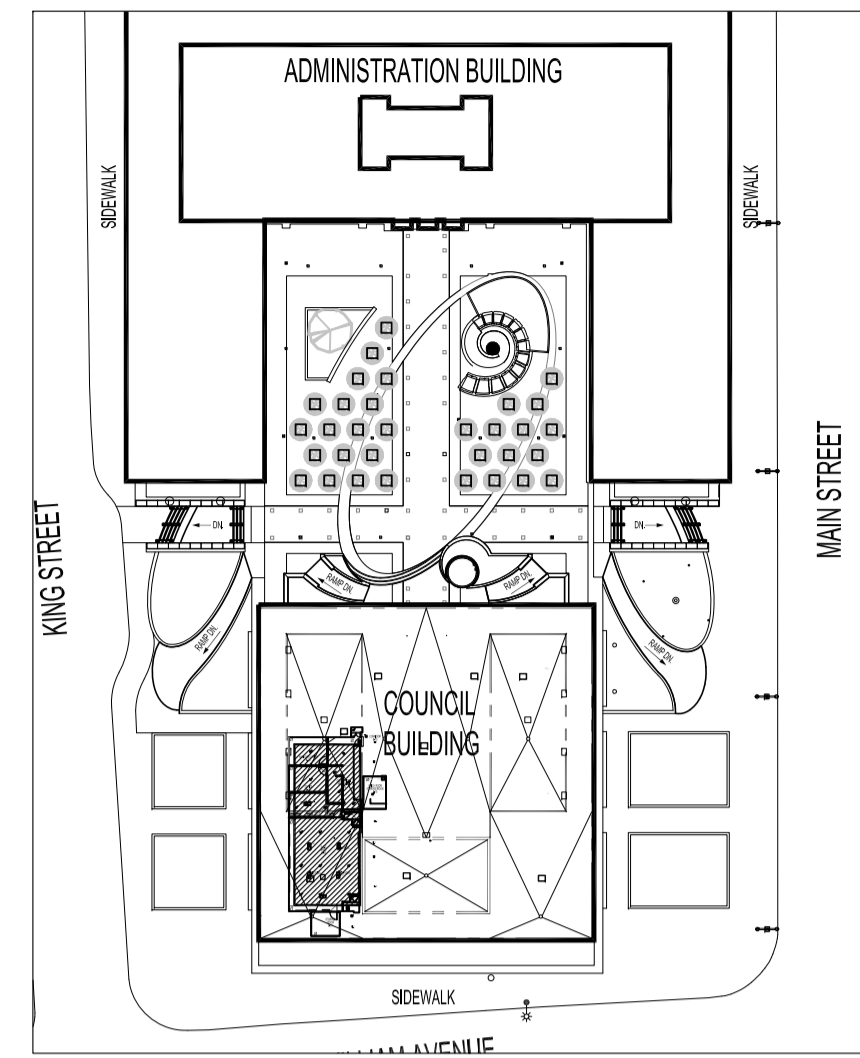 ADMINISTRATION BUILDING
SIDEWALK
SIDEWALK
MAIN STREET
KING STREET
DN.
DN.
RAMP DN.
RAMP DN.
RAMP DN.
RAMP DN.
COUNCIL
BUILDING
SIDEWALK
AVENUE